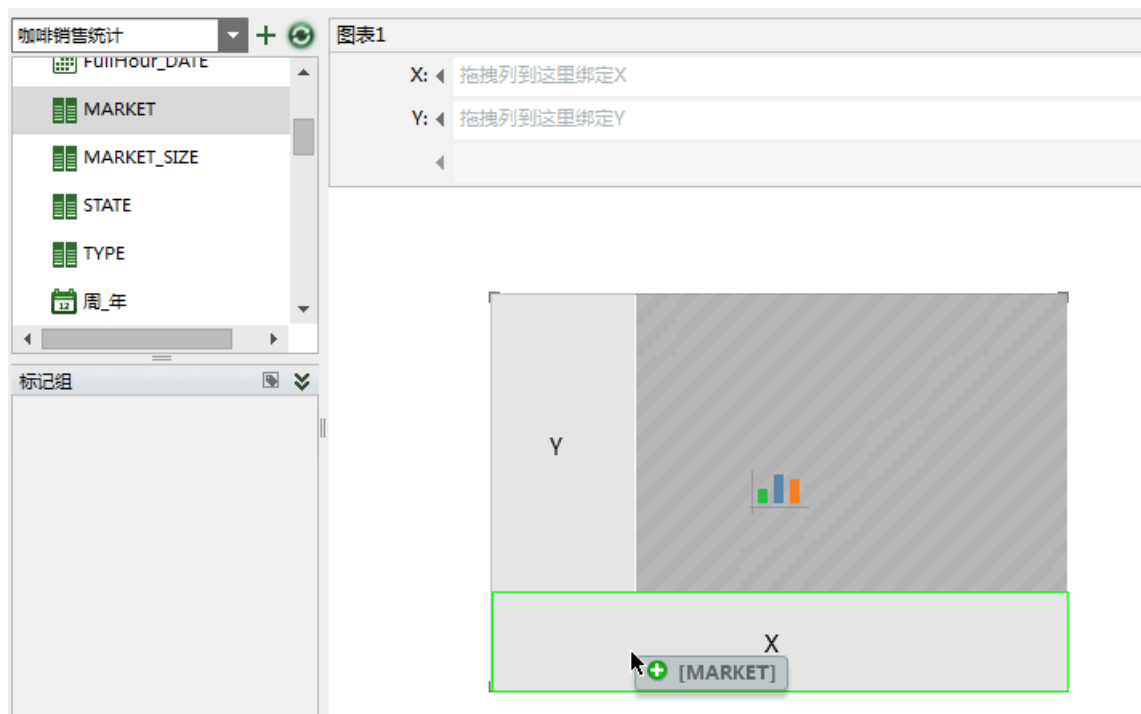 咖啡销售统计
图表1
FullHour_DATE
X:
拖拽列到这里绑定X
MARKET
Y:
拖拽列到这里绑定Y
MARKET_SIZE
STATE
TYPE
12
周_年
标记组
Y
X
[MARKET]